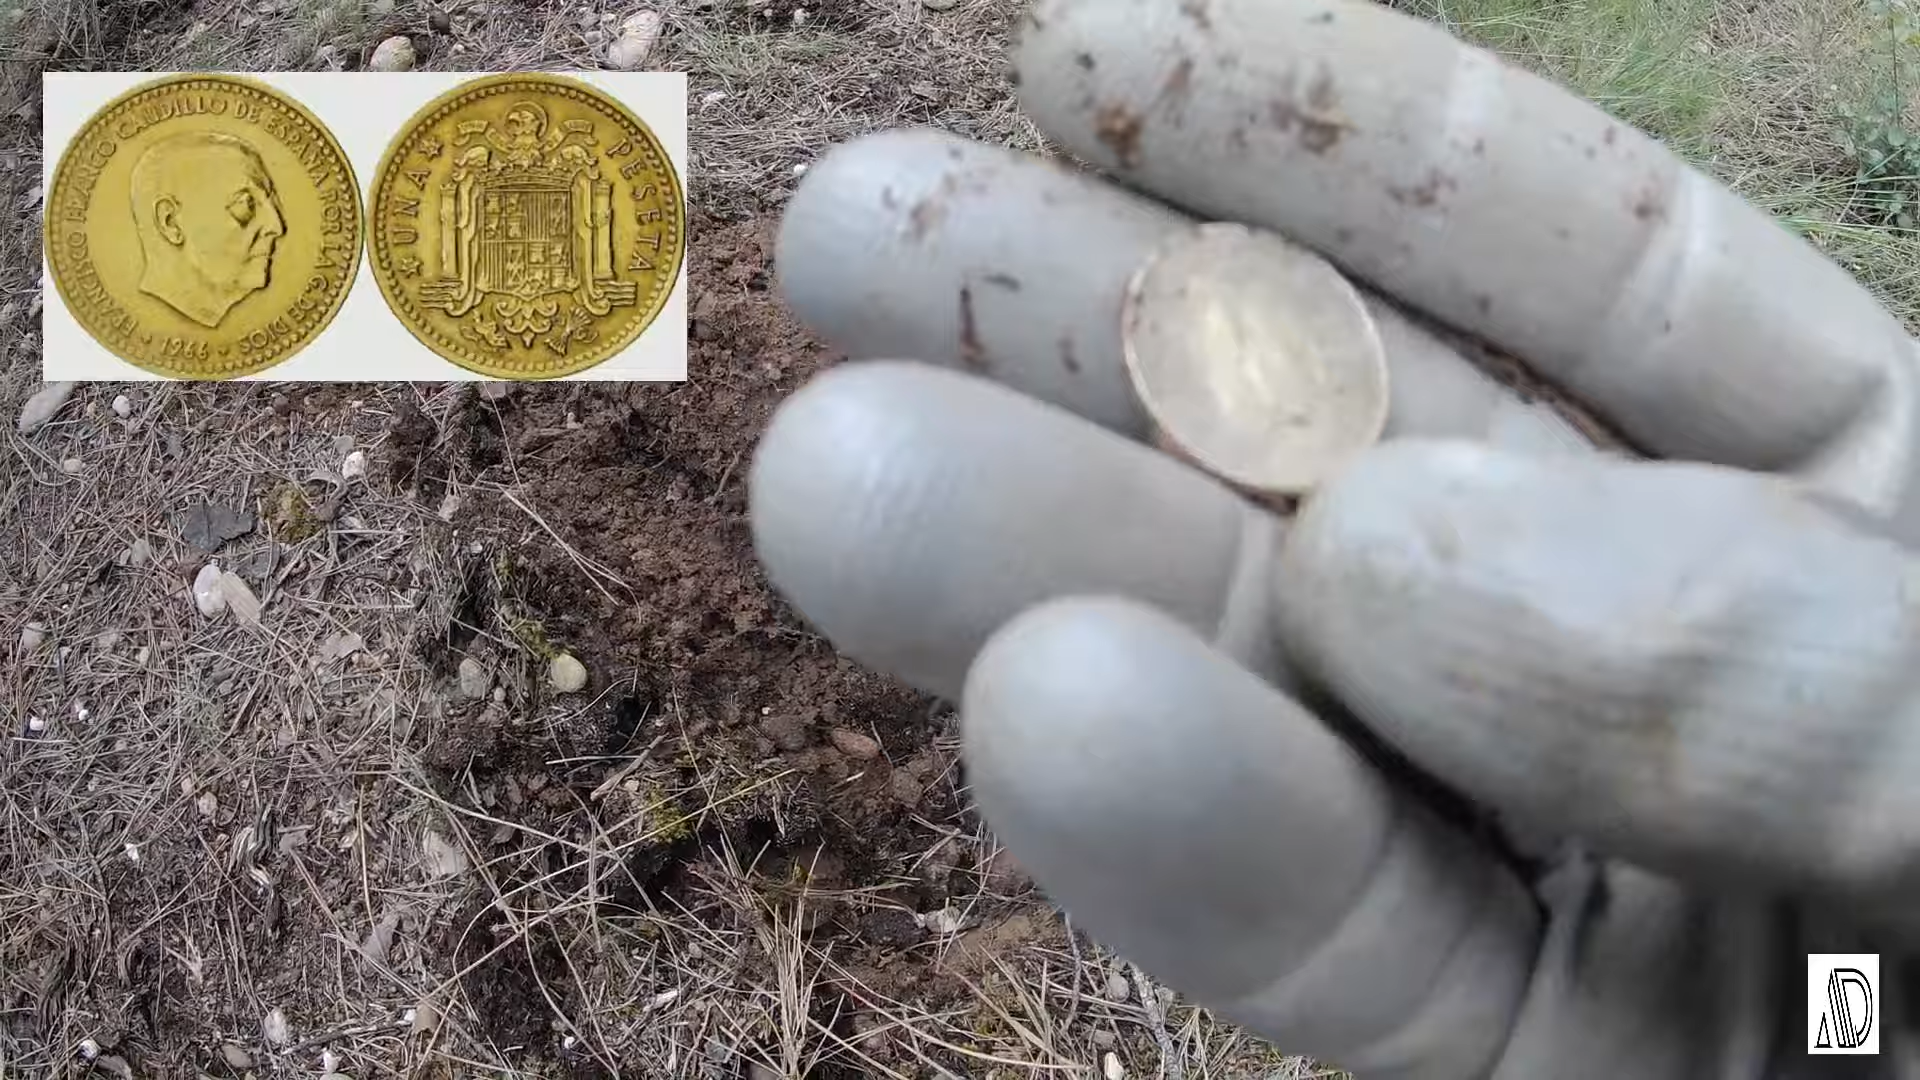 FRANCISCO FRANCO CAUDILLO DE ESPAÑA POR LA G. DE DIOS
* 1966 *
UNA PESETA